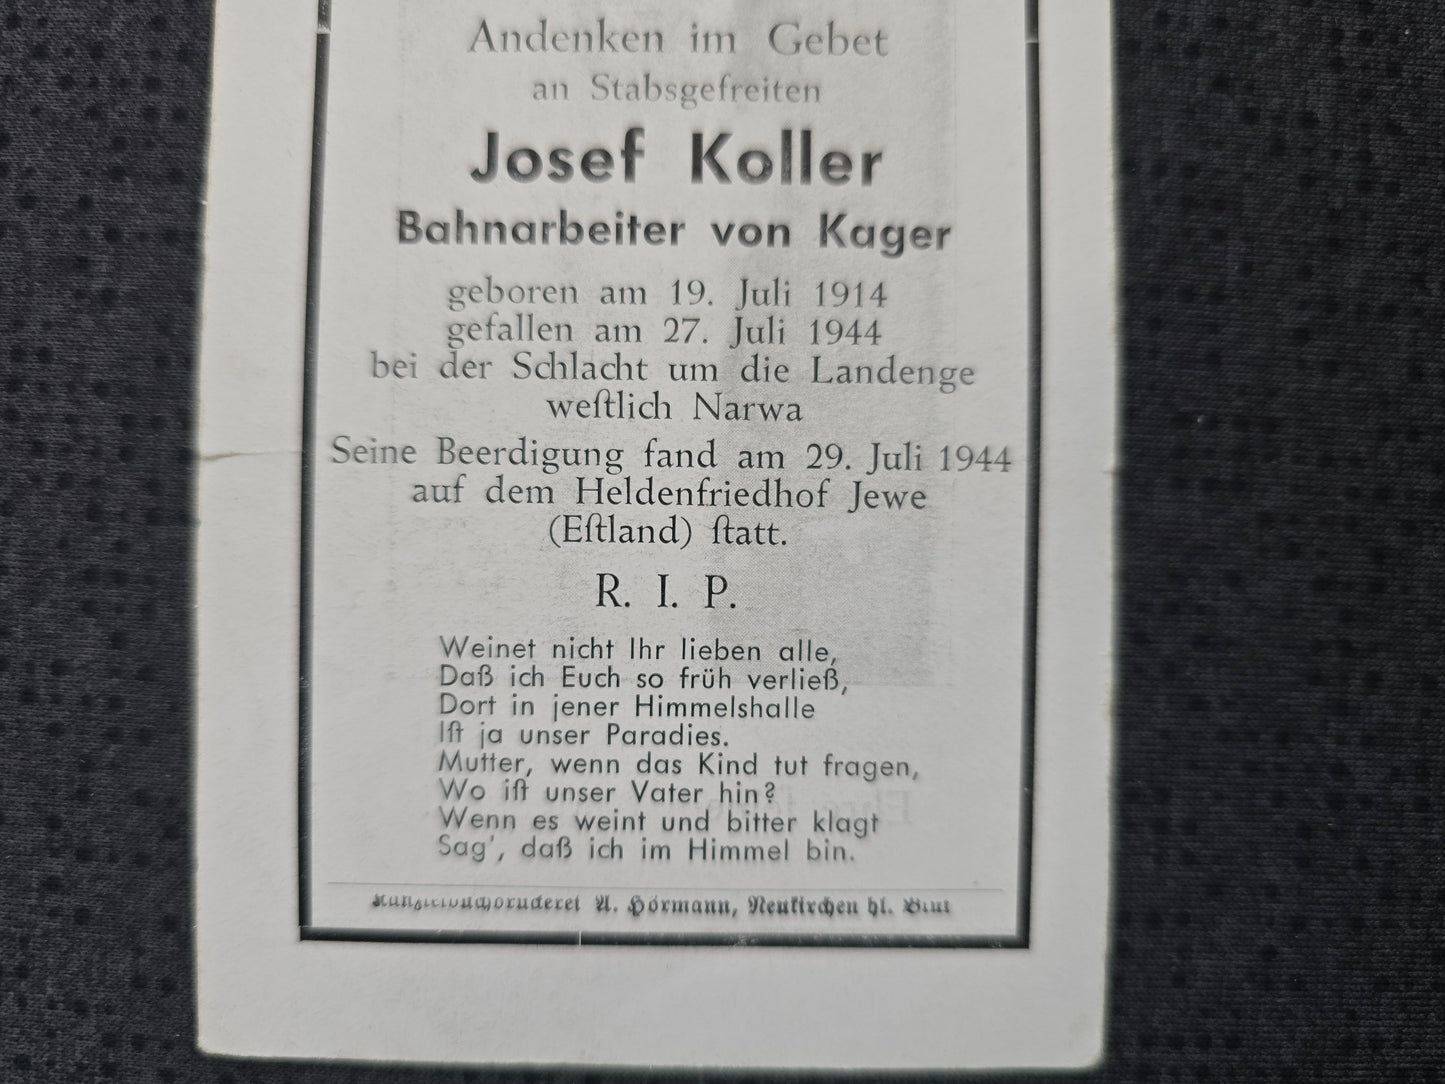 Andenken im Gebet
an Stabsgefreiten
Josef Koller
Bahnarbeiter von Kager
geboren am 19. Juli 1914
gefallen am 27. Juli 1944
bei der Schlacht um die Landenge
weſtlich Narwa
Seine Beerdigung fand am 29. Juli 1944
auf dem Heldenfriedhof Jewe
(Eſtland) ſtatt.
R. I. P.
Weinet nicht Ihr lieben alle,
Daß ich Euch so früh verließ,
Dort in jener Himmelshalle
Iſt ja unser Paradies.
Mutter, wenn das Kind tut fragen,
Wo iſt unser Vater hin?
Wenn es weint und bitter klagt
Sag', daß ich im Himmel bin.
A. Hörmann, Neukirchen hl. Blut